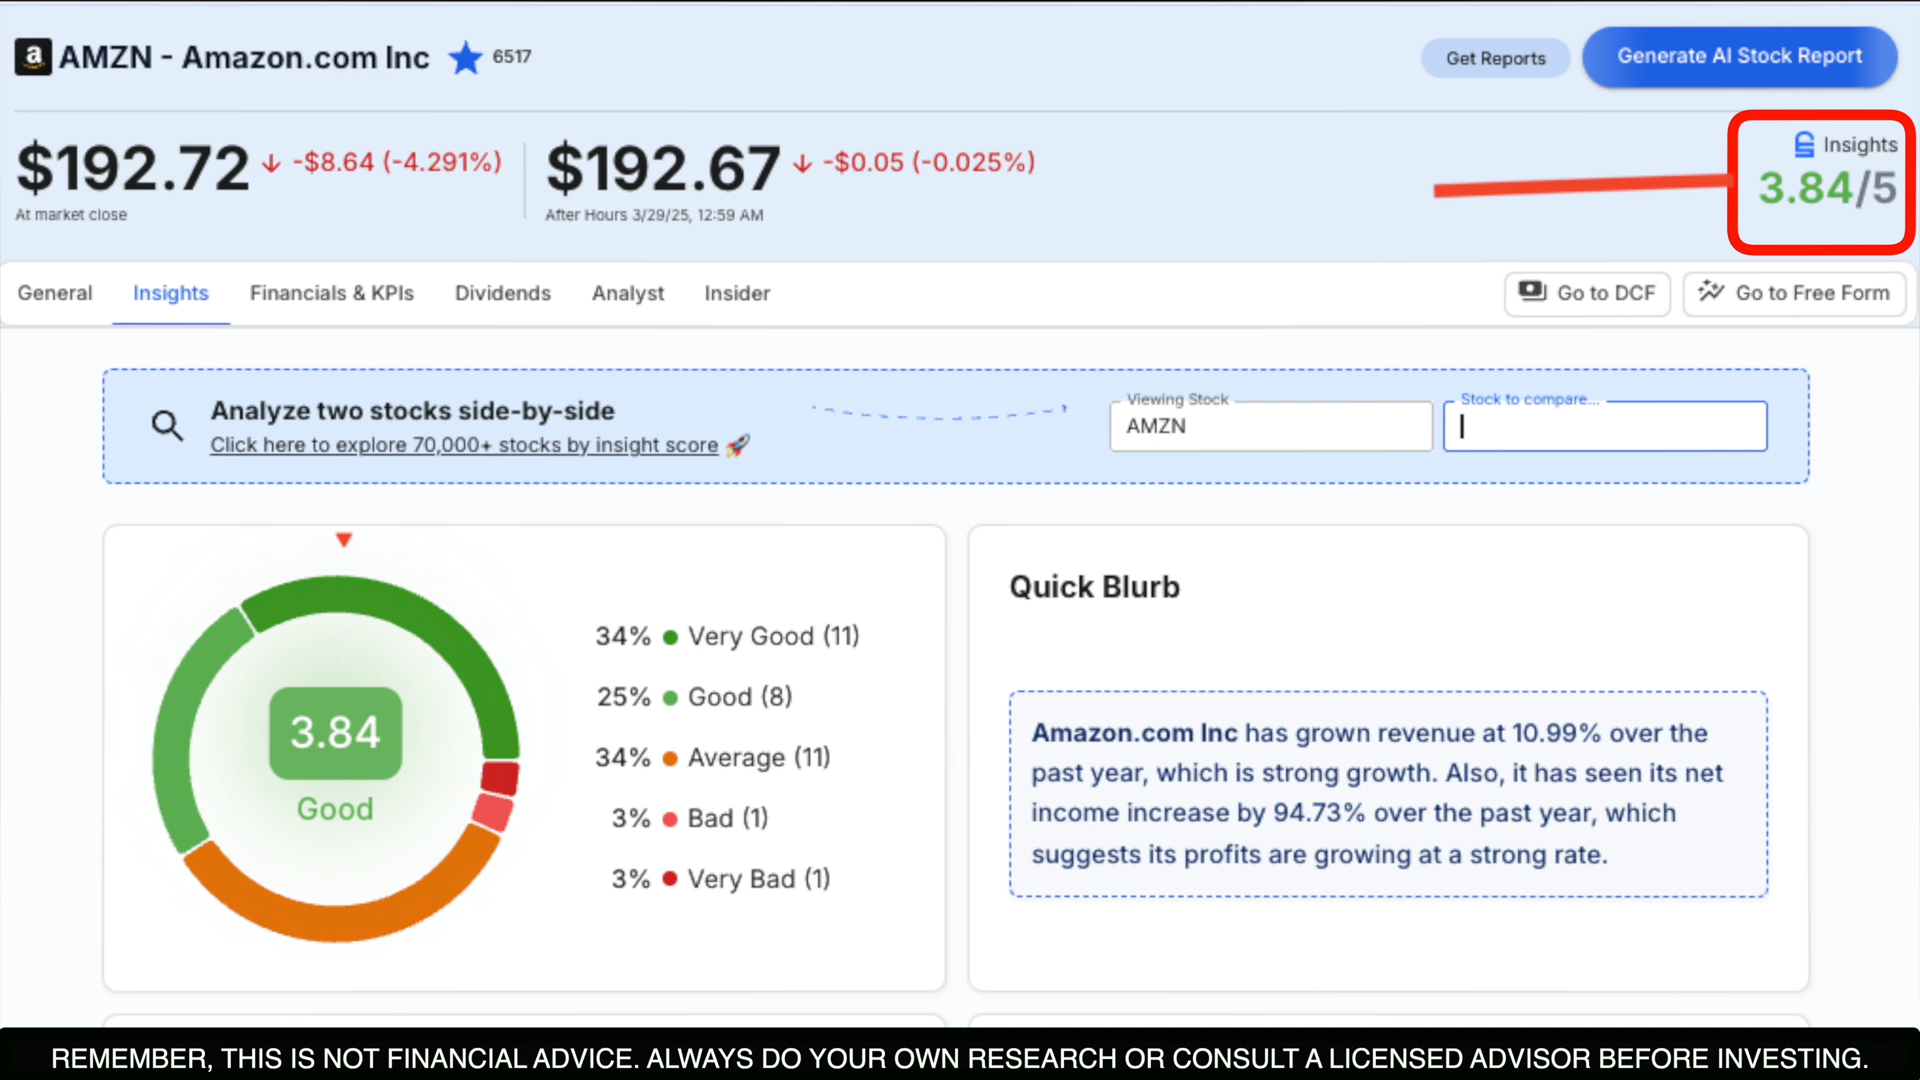 a AMZN - Amazon.com Inc 6517
Get Reports
Generate AI Stock Report
$192.72 ↓ -$8.64 (-4.291%)
At market close
$192.67 ↓ -$0.05 (-0.025%)
After Hours 3/29/25, 12:59 AM
Insights
3.84/5
General Insights Financials & KPIs Dividends Analyst Insider
Go to DCF
Go to Free Form
Analyze two stocks side-by-side
Click here to explore 70,000+ stocks by insight score 🚀
Viewing Stock
AMZN
Stock to compare...
3.84
Good
34% Very Good (11)
25% Good (8)
34% Average (11)
3% Bad (1)
3% Very Bad (1)
Quick Blurb
Amazon.com Inc has grown revenue at 10.99% over the
past year, which is strong growth. Also, it has seen its net
income increase by 94.73% over the past year, which
suggests its profits are growing at a strong rate.
REMEMBER, THIS IS NOT FINANCIAL ADVICE. ALWAYS DO YOUR OWN RESEARCH OR CONSULT A LICENSED ADVISOR BEFORE INVESTING.